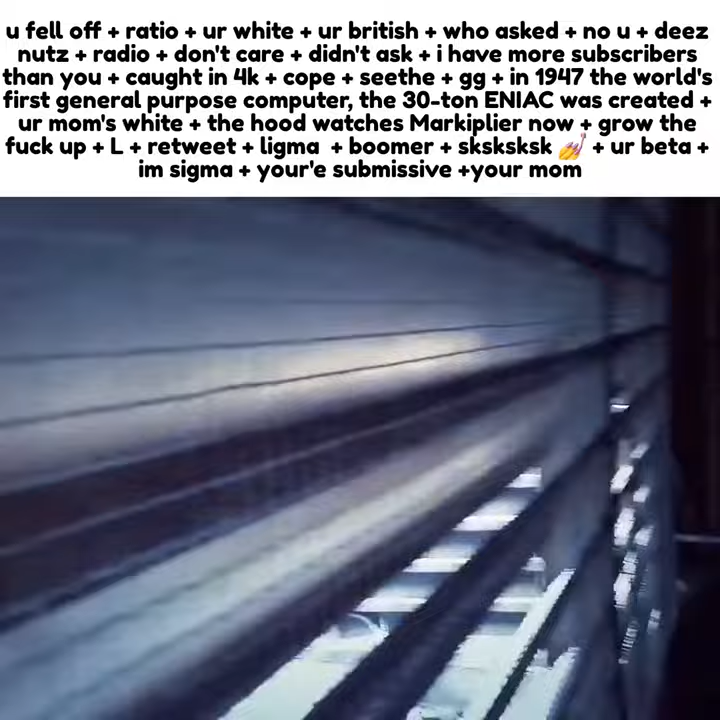 u fell off + ratio + ur white + ur british + who asked + no u + deez
nutz + radio + don't care + didn't ask + i have more subscribers
than you + caught in 4k + cope + seethe + gg + in 1947 the world's
first general purpose computer, the 30-ton ENIAC was created +
ur mom's white + the hood watches Markiplier now + grow the
fuck up + L + retweet + ligma + boomer + sksksksk 💅 + ur beta +
im sigma + your'e submissive +your mom